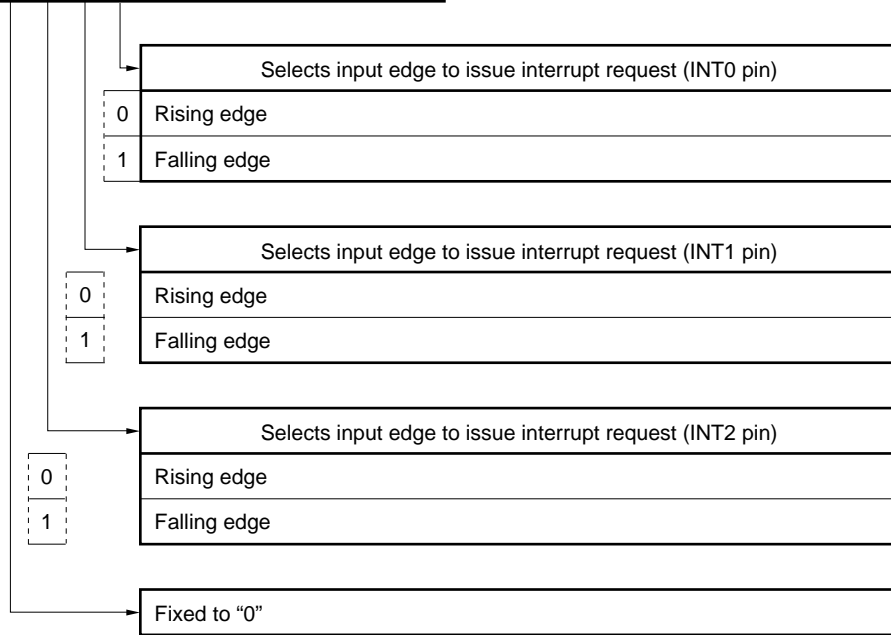 Selects input edge to issue interrupt request (INT0 pin)
0 Rising edge
1 Falling edge
Selects input edge to issue interrupt request (INT1 pin)
0 Rising edge
1 Falling edge
Selects input edge to issue interrupt request (INT2 pin)
0 Rising edge
1 Falling edge
Fixed to “0”